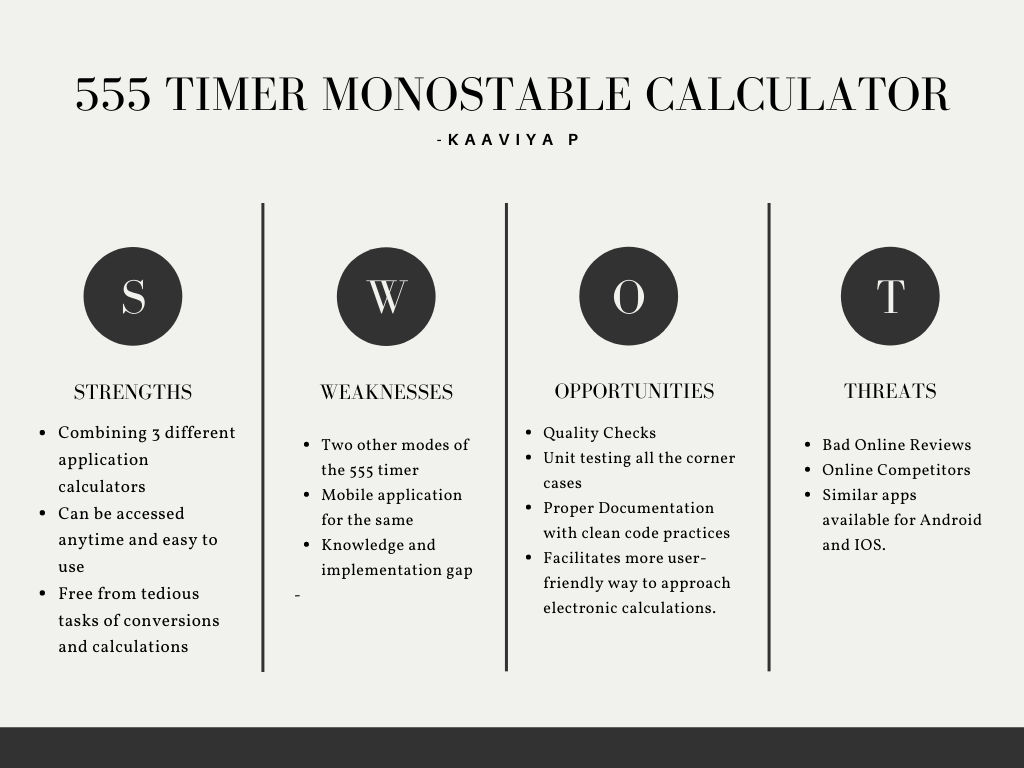 555 TIMER MONOSTABLE CALCULATOR
-KAAVIYA P
S
STRENGTHS
• Combining 3 different
application
calculators
• Can be accessed
anytime and easy to
use
• Free from tedious
tasks of conversions
and calculations
W
WEAKNESSES
• Two other modes of
the 555 timer
• Mobile application
for the same
• Knowledge and
implementation gap
-
O
OPPORTUNITIES
• Quality Checks
• Unit testing all the corner
cases
• Proper Documentation
with clean code practices
• Facilitates more user-
friendly way to approach
electronic calculations.
T
THREATS
• Bad Online Reviews
• Online Competitors
• Similar apps
available for Android
and IOS.